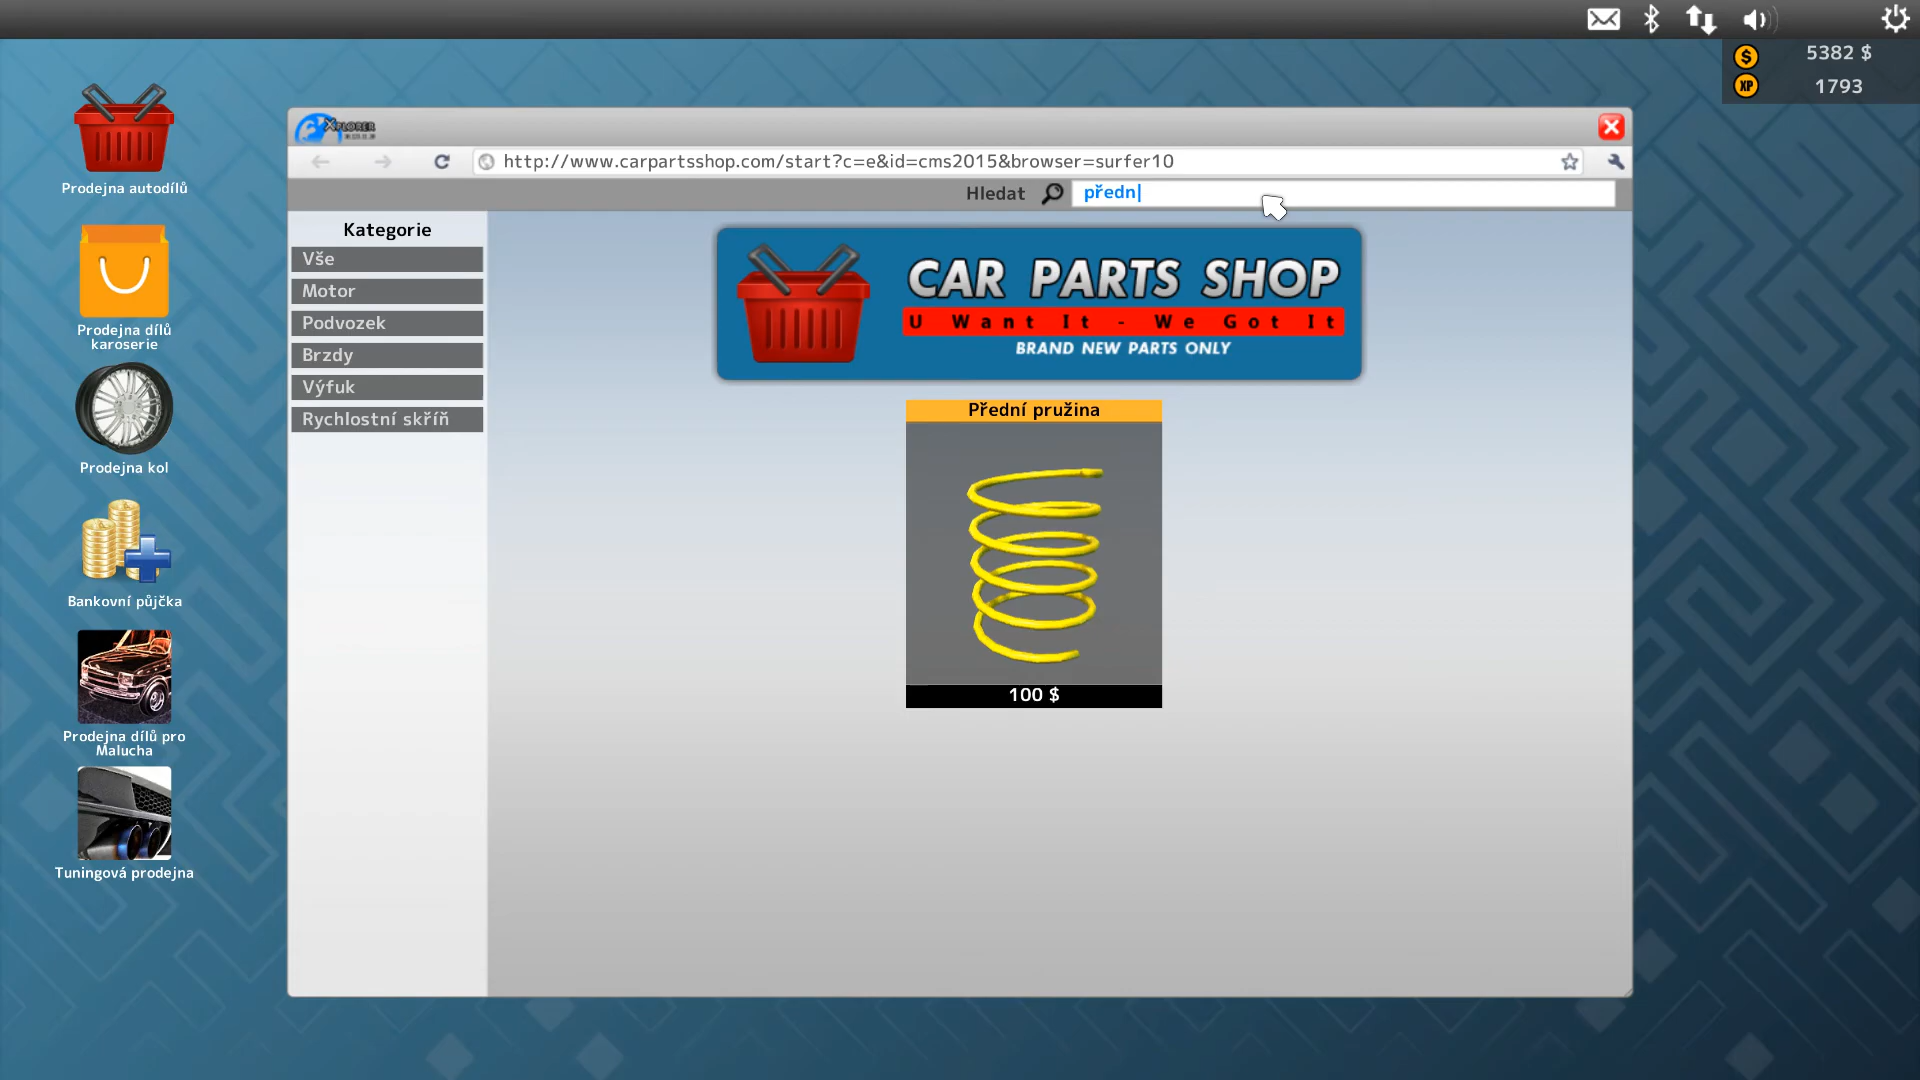 5382 $
XP
1793
Prodejna autodílů
Prodejna dílů
karoserie
Prodejna kol
Bankovní půjčka
Prodejna dílů pro
Malucha
Tuningová prodejna
XPLORER
http://www.carpartsshop.com/start?c=e&id=cms2015&browser=surfer10
Hledat
předn
Kategorie
Vše
Motor
Podvozek
Brzdy
Výfuk
Rychlostní skříň
CAR PARTS SHOP
U Want It - We Got It
BRAND NEW PARTS ONLY
Přední pružina
100 $